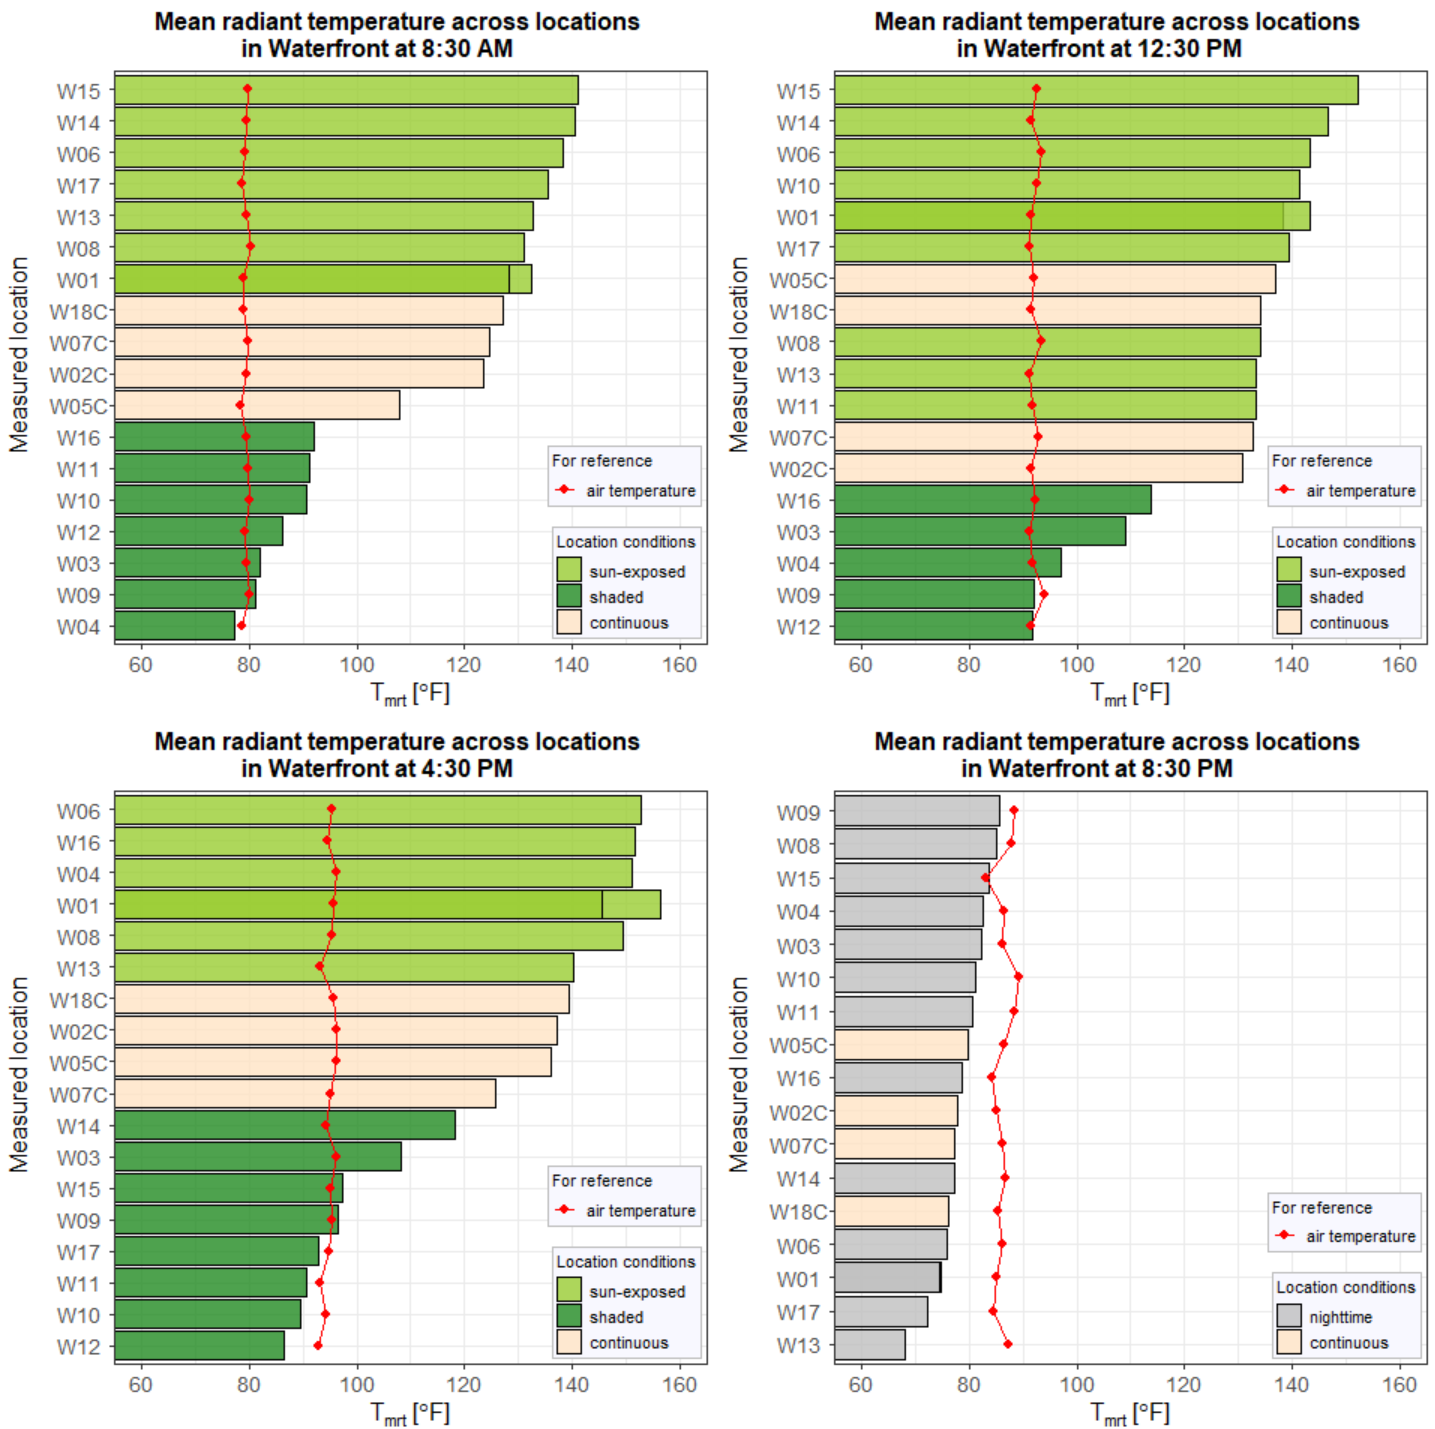 Mean radiant temperature across locations
in Waterfront at 8:30 AM
Measured location
W15
W14
W06
W17
W13
W08
W01
W18C
W07C
W02C
W05C
W16
W11
W10
W12
W03
W09
W04
For reference
air temperature
Location conditions
sun-exposed
shaded
continuous
60 80 100 120 140 160
Tmrt [°F]
Mean radiant temperature across locations
in Waterfront at 12:30 PM
Measured location
W15
W14
W06
W10
W01
W17
W05C
W18C
W08
W13
W11
W07C
W02C
W16
W03
W04
W09
W12
For reference
air temperature
Location conditions
sun-exposed
shaded
continuous
60 80 100 120 140 160
Tmrt [°F]
Mean radiant temperature across locations
in Waterfront at 4:30 PM
Measured location
W06
W16
W04
W01
W08
W13
W18C
W02C
W05C
W07C
W14
W03
W15
W09
W17
W11
W10
W12
For reference
air temperature
Location conditions
sun-exposed
shaded
continuous
60 80 100 120 140 160
Tmrt [°F]
Mean radiant temperature across locations
in Waterfront at 8:30 PM
Measured location
W09
W08
W15
W04
W03
W10
W11
W05C
W16
W02C
W07C
W14
W18C
W06
W01
W17
W13
For reference
air temperature
Location conditions
nighttime
continuous
60 80 100 120 140 160
Tmrt [°F]